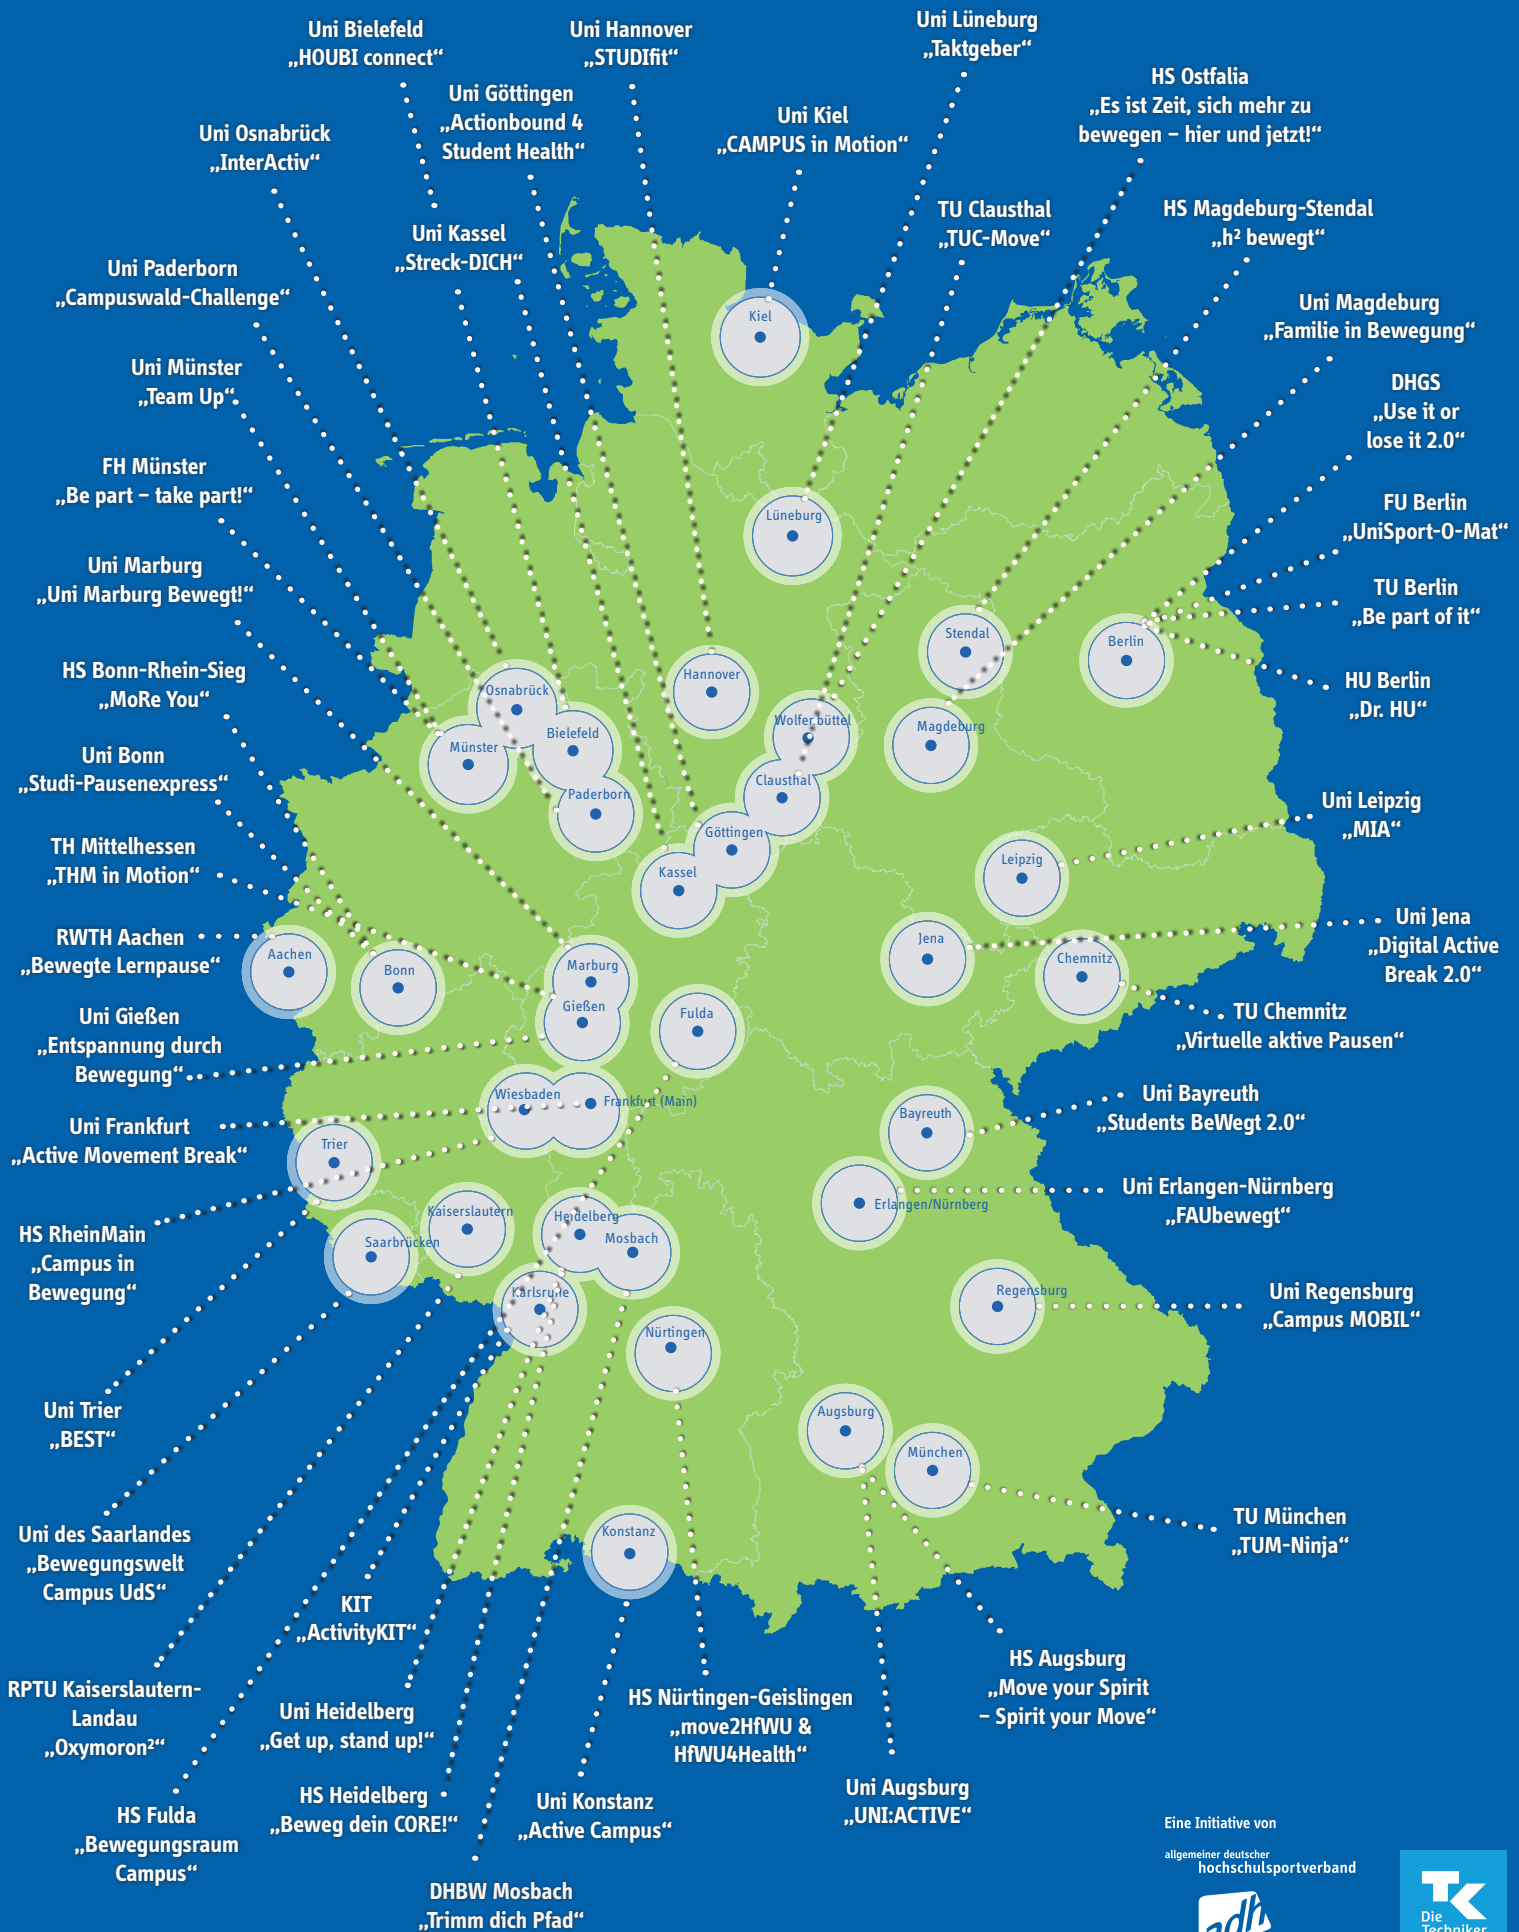 Uni Bielefeld
„HOUBI connect“
Uni Hannover
„STUDIfit“
Uni Lüneburg
„Taktgeber“
Uni Göttingen
„Actionbound 4
Student Health“
Uni Kiel
„CAMPUS in Motion“
HS Ostfalia
„Es ist Zeit, sich mehr zu
bewegen – hier und jetzt!“
Uni Osnabrück
„InterActiv“
Uni Kassel
„Streck-DICH“
TU Clausthal
„TUC-Move“
HS Magdeburg-Stendal
„h² bewegt“
Uni Paderborn
„Campuswald-Challenge“
Uni Magdeburg
„Familie in Bewegung“
Uni Münster
„Team Up“
DHGS
„Use it or
lose it 2.0“
FH Münster
„Be part – take part!“
FU Berlin
„UniSport-O-Mat“
Uni Marburg
„Uni Marburg Bewegt!“
TU Berlin
„Be part of it“
HS Bonn-Rhein-Sieg
„MoRe You“
HU Berlin
„Dr. HU“
Uni Bonn
„Studi-Pausenexpress“
Uni Leipzig
„MIA“
TH Mittelhessen
„THM in Motion“
RWTH Aachen
„Bewegte Lernpause“
Uni Jena
„Digital Active
Break 2.0“
Uni Gießen
„Entspannung durch
Bewegung“
TU Chemnitz
„Virtuelle aktive Pausen“
Uni Frankfurt
„Active Movement Break“
Uni Bayreuth
„Students BeWegt 2.0“
HS RheinMain
„Campus in
Bewegung“
Uni Erlangen-Nürnberg
„FAUbewegt“
Uni Regensburg
„Campus MOBIL“
Uni Trier
„BEST“
Uni des Saarlandes
„Bewegungswelt
Campus UdS“
TU München
„TUM-Ninja“
KIT
„ActivityKIT“
RPTU Kaiserslautern-
Landau
„Oxymoron²“
Uni Heidelberg
„Get up, stand up!“
HS Nürtingen-Geislingen
„move2HfWU &
HfWU4Health“
HS Augsburg
„Move your Spirit
– Spirit your Move“
HS Fulda
„Bewegungsraum
Campus“
HS Heidelberg
„Beweg dein CORE!“
Uni Konstanz
„Active Campus“
Uni Augsburg
„UNI:ACTIVE“
DHBW Mosbach
„Trimm dich Pfad“
Kiel
Lüneburg
Stendal
Berlin
Hannover
Osnabrück
Wolfenbüttel
Magdeburg
Bielefeld
Münster
Clausthal
Paderborn
Göttingen
Kassel
Leipzig
Jena
Chemnitz
Aachen
Bonn
Marburg
Gießen
Fulda
Wiesbaden
Frankfurt (Main)
Bayreuth
Trier
Erlangen/Nürnberg
Kaiserslautern
Heidelberg
Mosbach
Saarbrücken
Karlsruhe
Regensburg
Nürtingen
Augsburg
München
Konstanz
Eine Initiative von
allgemeiner deutscher
hochschulsportverband
adh
TK
Die
Techniker